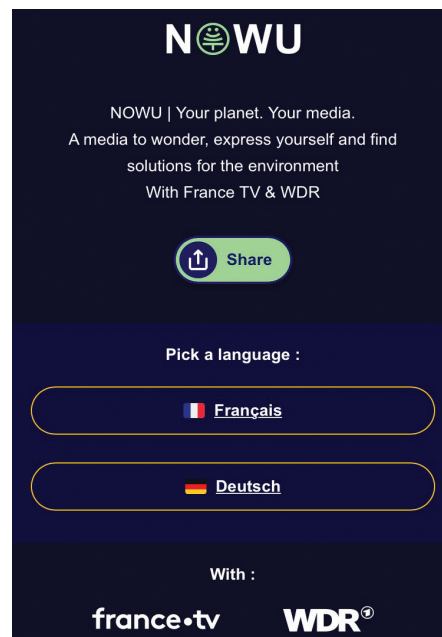 NOWU
NOWU | Your planet. Your media.
A media to wonder, express yourself and find
solutions for the environment
With France TV & WDR
Share
Pick a language :
Français
Deutsch
With :
france•tv WDR